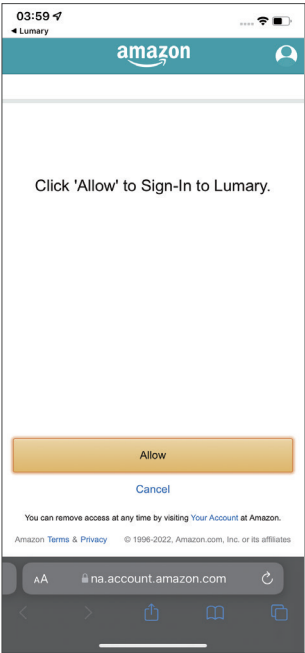 03:59
◀ Lumary
amazon
Click 'Allow' to Sign-In to Lumary.
Allow
Cancel
You can remove access at any time by visiting Your Account at Amazon.
Amazon Terms & Privacy © 1996-2022, Amazon.com, Inc. or its affiliates
AA na.account.amazon.com